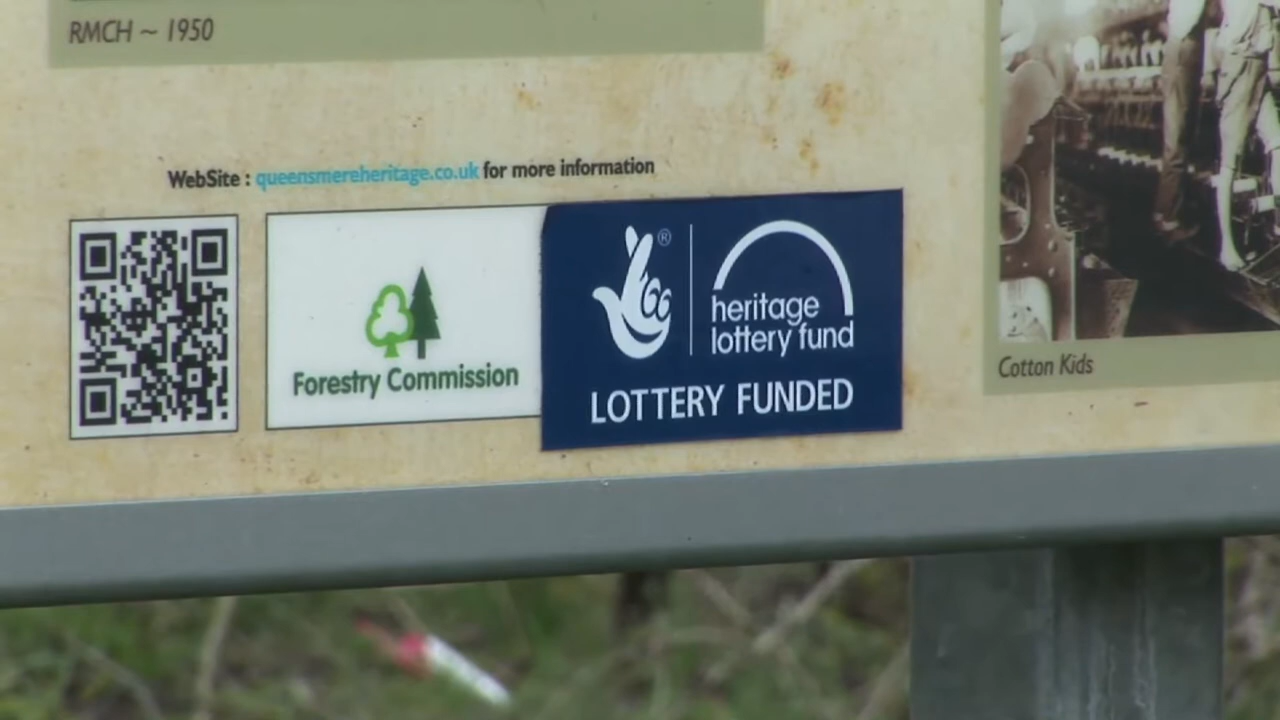 RMCH ~ 1950
WebSite : queensmereheritage.co.uk for more information
Forestry Commission
®
heritage
lottery fund
LOTTERY FUNDED
Cotton Kids